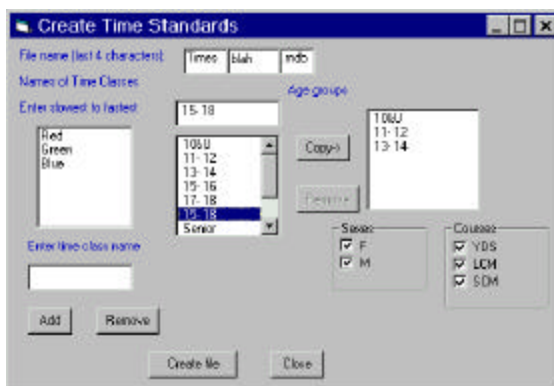 Create Time Standards
File name (last 4 characters): Times blah mdb
Names of Time Classes
Age groups
Enter slowest to fastest
15-18
Red
Green
Blue
10&U
11-12
13-14
15-16
17-18
15-18
Senior
Copy->
Remove
10&U
11-12
13-14
Sexes
F
M
Courses
YDS
LCM
SCM
Enter time class name
Add
Remove
Create file
Close